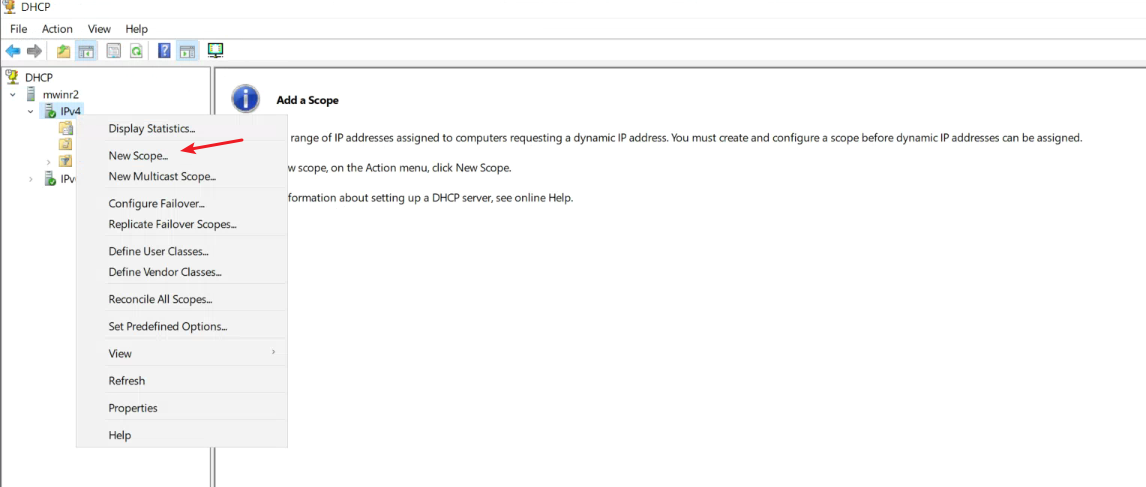 DHCP
File Action View Help
DHCP
mwinr2
IPv4
IPv
Display Statistics...
New Scope...
New Multicast Scope...
Configure Failover...
Replicate Failover Scopes...
Define User Classes...
Define Vendor Classes...
Reconcile All Scopes...
Set Predefined Options...
View
Refresh
Properties
Help
Add a Scope
range of IP addresses assigned to computers requesting a dynamic IP address. You must create and configure a scope before dynamic IP addresses can be assigned.
w scope, on the Action menu, click New Scope.
formation about setting up a DHCP server, see online Help.